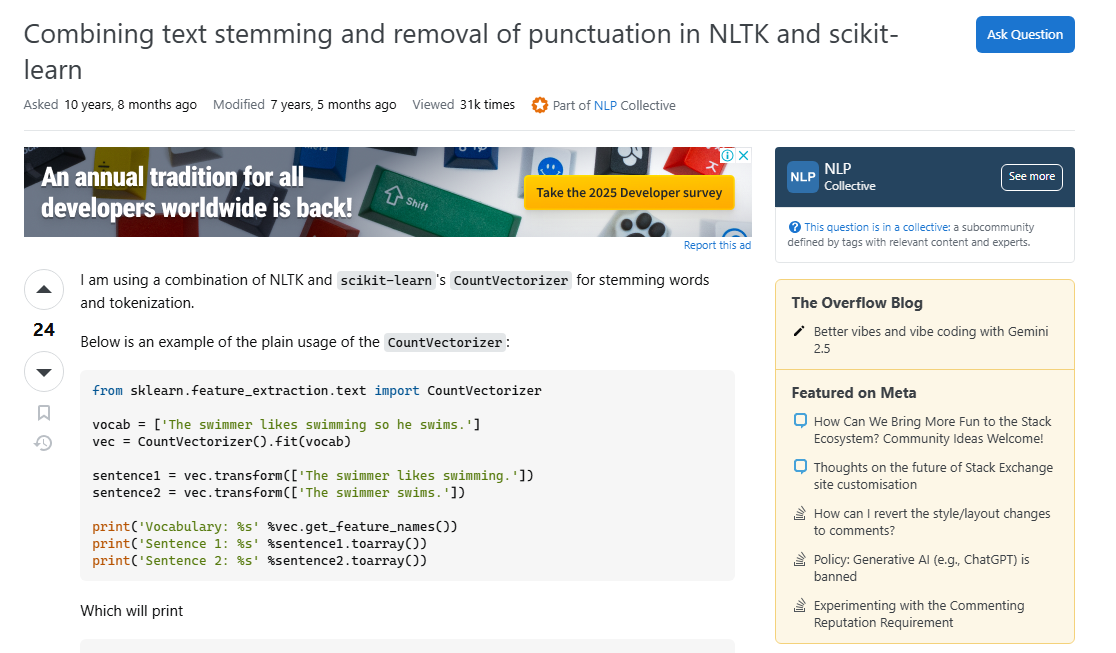 Combining text stemming and removal of punctuation in NLTK and scikit-
learn
Ask Question
Asked 10 years, 8 months ago Modified 7 years, 5 months ago Viewed 31k times Part of NLP Collective
An annual tradition for all
developers worldwide is back!
Shift
Take the 2025 Developer survey
Report this ad
24
I am using a combination of NLTK and scikit-learn's CountVectorizer for stemming words
and tokenization.
Below is an example of the plain usage of the CountVectorizer:
from sklearn.feature_extraction.text import CountVectorizer
vocab = ['The swimmer likes swimming so he swims.']
vec = CountVectorizer().fit(vocab)
sentence1 = vec.transform(['The swimmer likes swimming.'])
sentence2 = vec.transform(['The swimmer swims.'])
print('Vocabulary: %s' %vec.get_feature_names())
print('Sentence 1: %s' %sentence1.toarray())
print('Sentence 2: %s' %sentence2.toarray())
Which will print
NLP
NLP
Collective
See more
This question is in a collective: a subcommunity
defined by tags with relevant content and experts.
The Overflow Blog
Better vibes and vibe coding with Gemini
2.5
Featured on Meta
How Can We Bring More Fun to the Stack
Ecosystem? Community Ideas Welcome!
Thoughts on the future of Stack Exchange
site customisation
How can I revert the style/layout changes
to comments?
Policy: Generative AI (e.g., ChatGPT) is
banned
Experimenting with the Commenting
Reputation Requirement